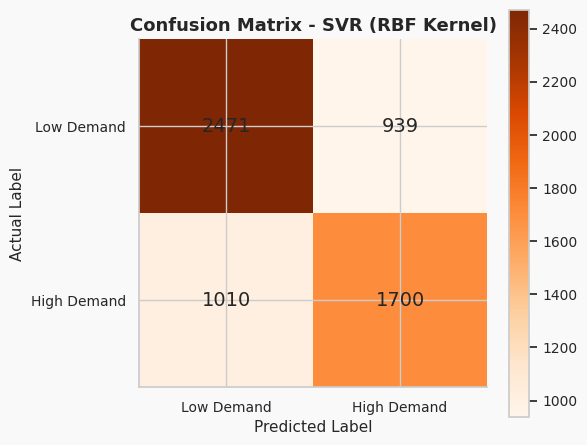 Confusion Matrix - SVR (RBF Kernel)
Actual Label
Low Demand
2471
939
High Demand
1010
1700
Low Demand
High Demand
Predicted Label
2400
2200
2000
1800
1600
1400
1200
1000